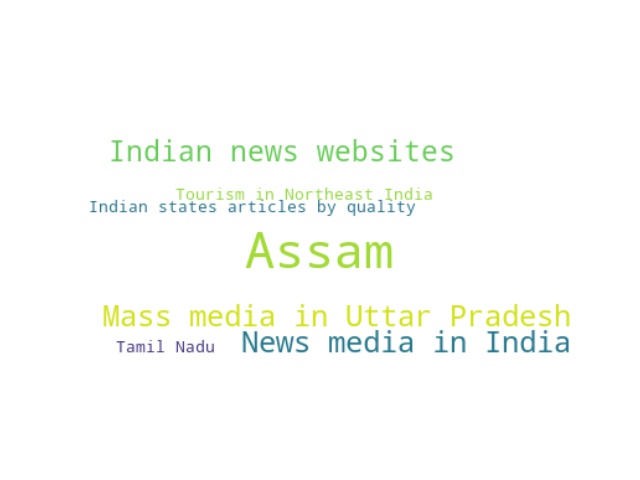 Indian news websites
Tourism in Northeast India
Indian states articles by quality
Assam
Mass media in Uttar Pradesh
Tamil Nadu News media in India